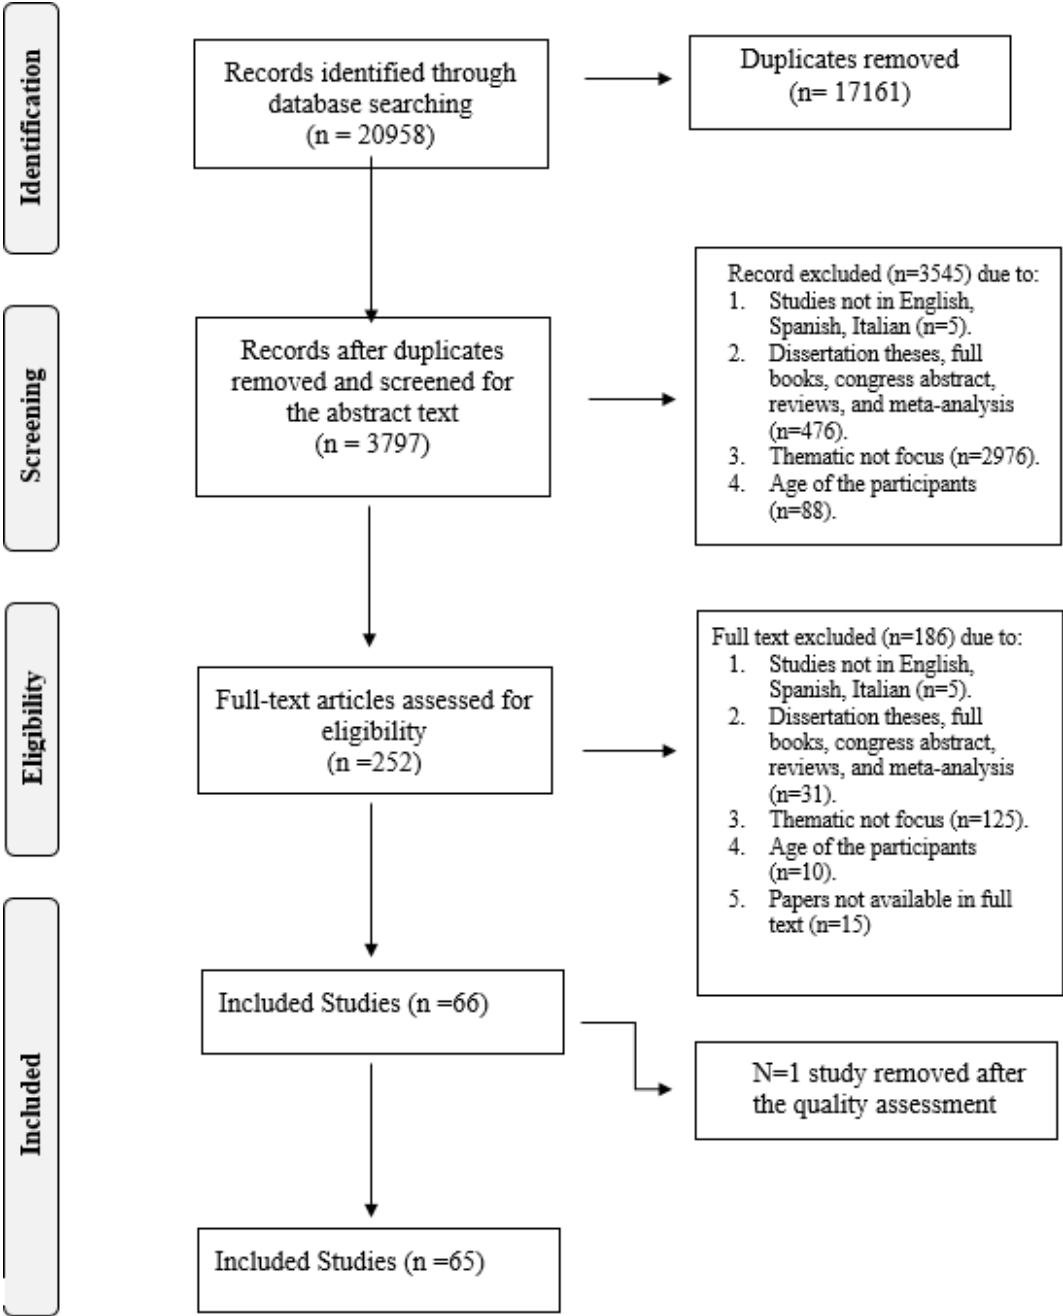 Identification
Records identified through
database searching
(n = 20958)
Duplicates removed
(n= 17161)
Screening
Records after duplicates
removed and screened for
the abstract text
(n = 3797)
Record excluded (n=3545) due to:
1. Studies not in English,
Spanish, Italian (n=5).
2. Dissertation theses, full
books, congress abstract,
reviews, and meta-analysis
(n=476).
3. Thematic not focus (n=2976).
4. Age of the participants
(n=88).
Eligibility
Full-text articles assessed for
eligibility
(n =252)
Full text excluded (n=186) due to:
1. Studies not in English,
Spanish, Italian (n=5).
2. Dissertation theses, full
books, congress abstract,
reviews, and meta-analysis
(n=31).
3. Thematic not focus (n=125).
4. Age of the participants
(n=10).
5. Papers not available in full
text (n=15)
Included
Included Studies (n =66)
N=1 study removed after
the quality assessment
Included Studies (n =65)